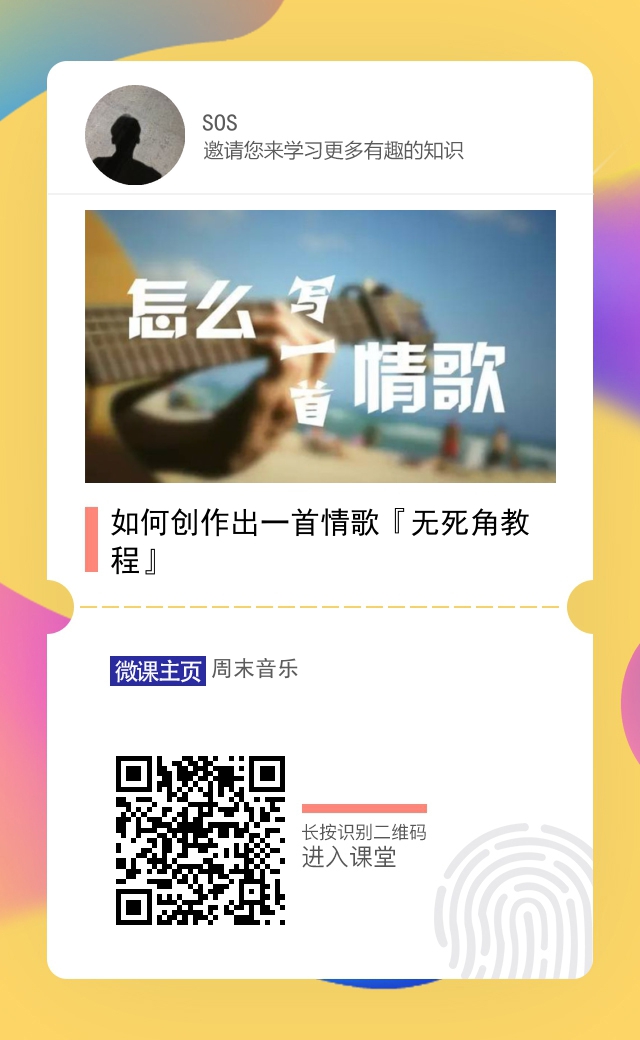 SOS
邀请您来学习更多有趣的知识
怎么写一首情歌
如何创作出一首情歌『无死角教
程』
微课主页 周末音乐
长按识别二维码
进入课堂